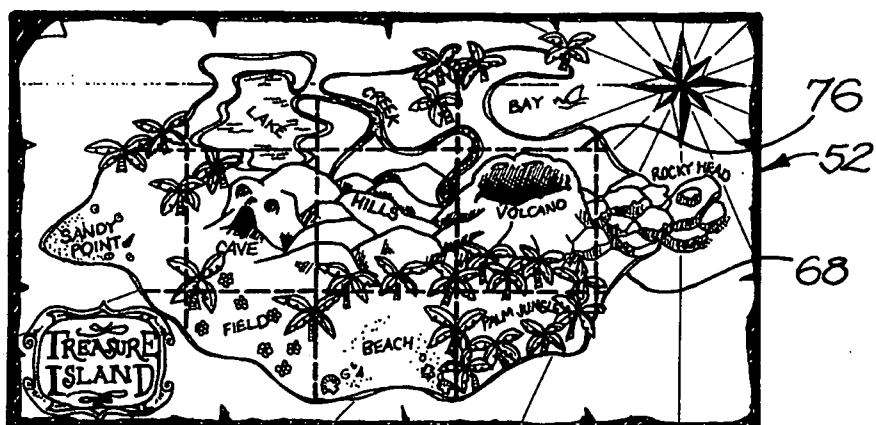 LAKE
CREEK
BAY
76
52
ROCKY HEAD
HILLS
VOLCANO
SANDY
POINT
CAVE
68
FIELD
PALM JUNGLE
BEACH
TREASURE
ISLAND